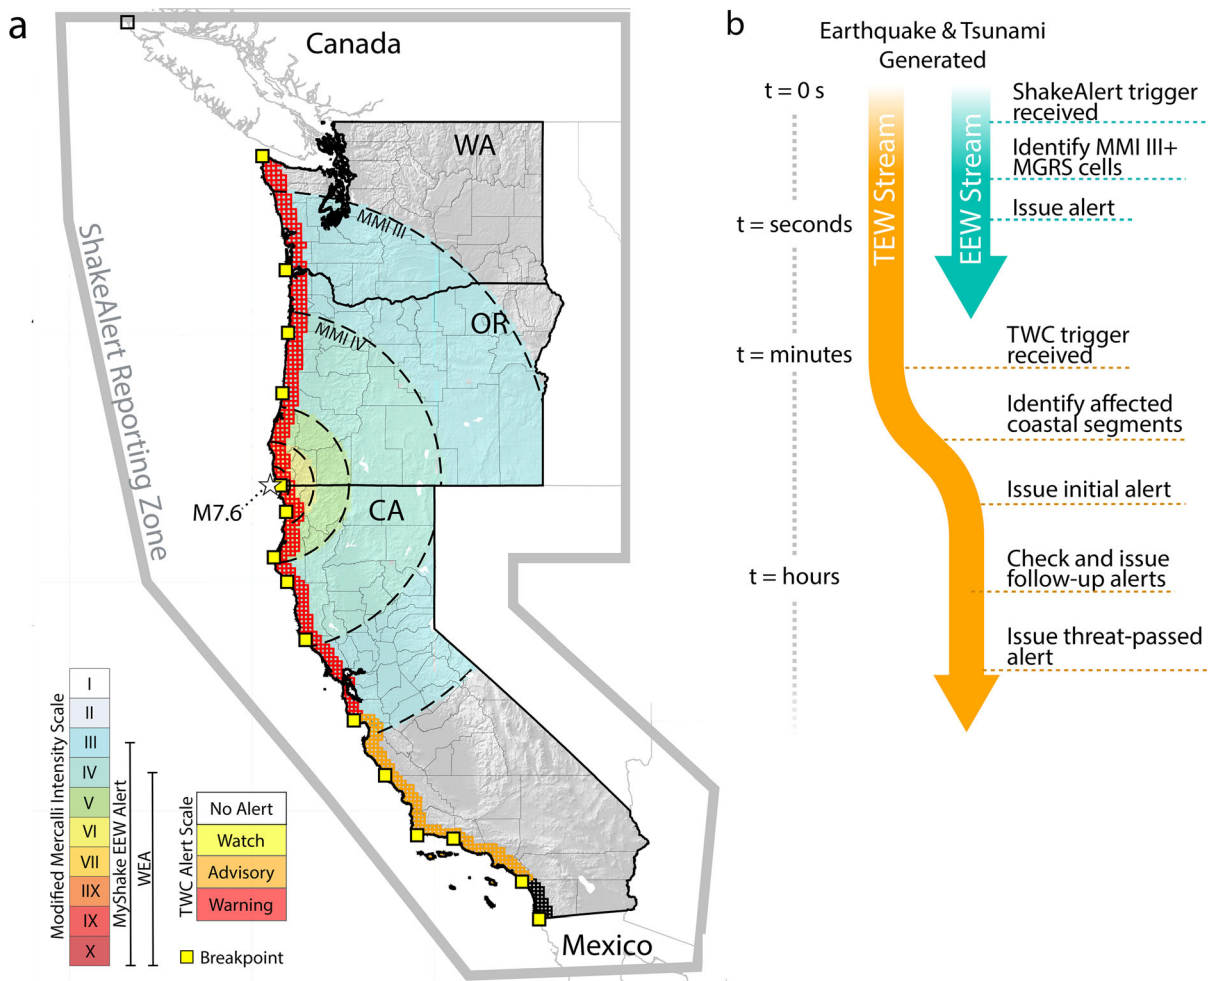 a
Canada
WA
MMI III
OR
MMI IV
ShakeAlert Reporting Zone
M7.6
CA
Mexico
Modified Mercalli Intensity Scale
I
II
III
IV
V
VI
VII
IIX
IX
X
MyShake EEW Alert
WEA
TWC Alert Scale
No Alert
Watch
Advisory
Warning
Breakpoint
b
Earthquake & Tsunami
Generated
t = 0 s
t = seconds
t = minutes
t = hours
TEW Stream
EEW Stream
ShakeAlert trigger
received
Identify MMI III+
MGRS cells
Issue alert
TWC trigger
received
Identify affected
coastal segments
Issue initial alert
Check and issue
follow-up alerts
Issue threat-passed
alert